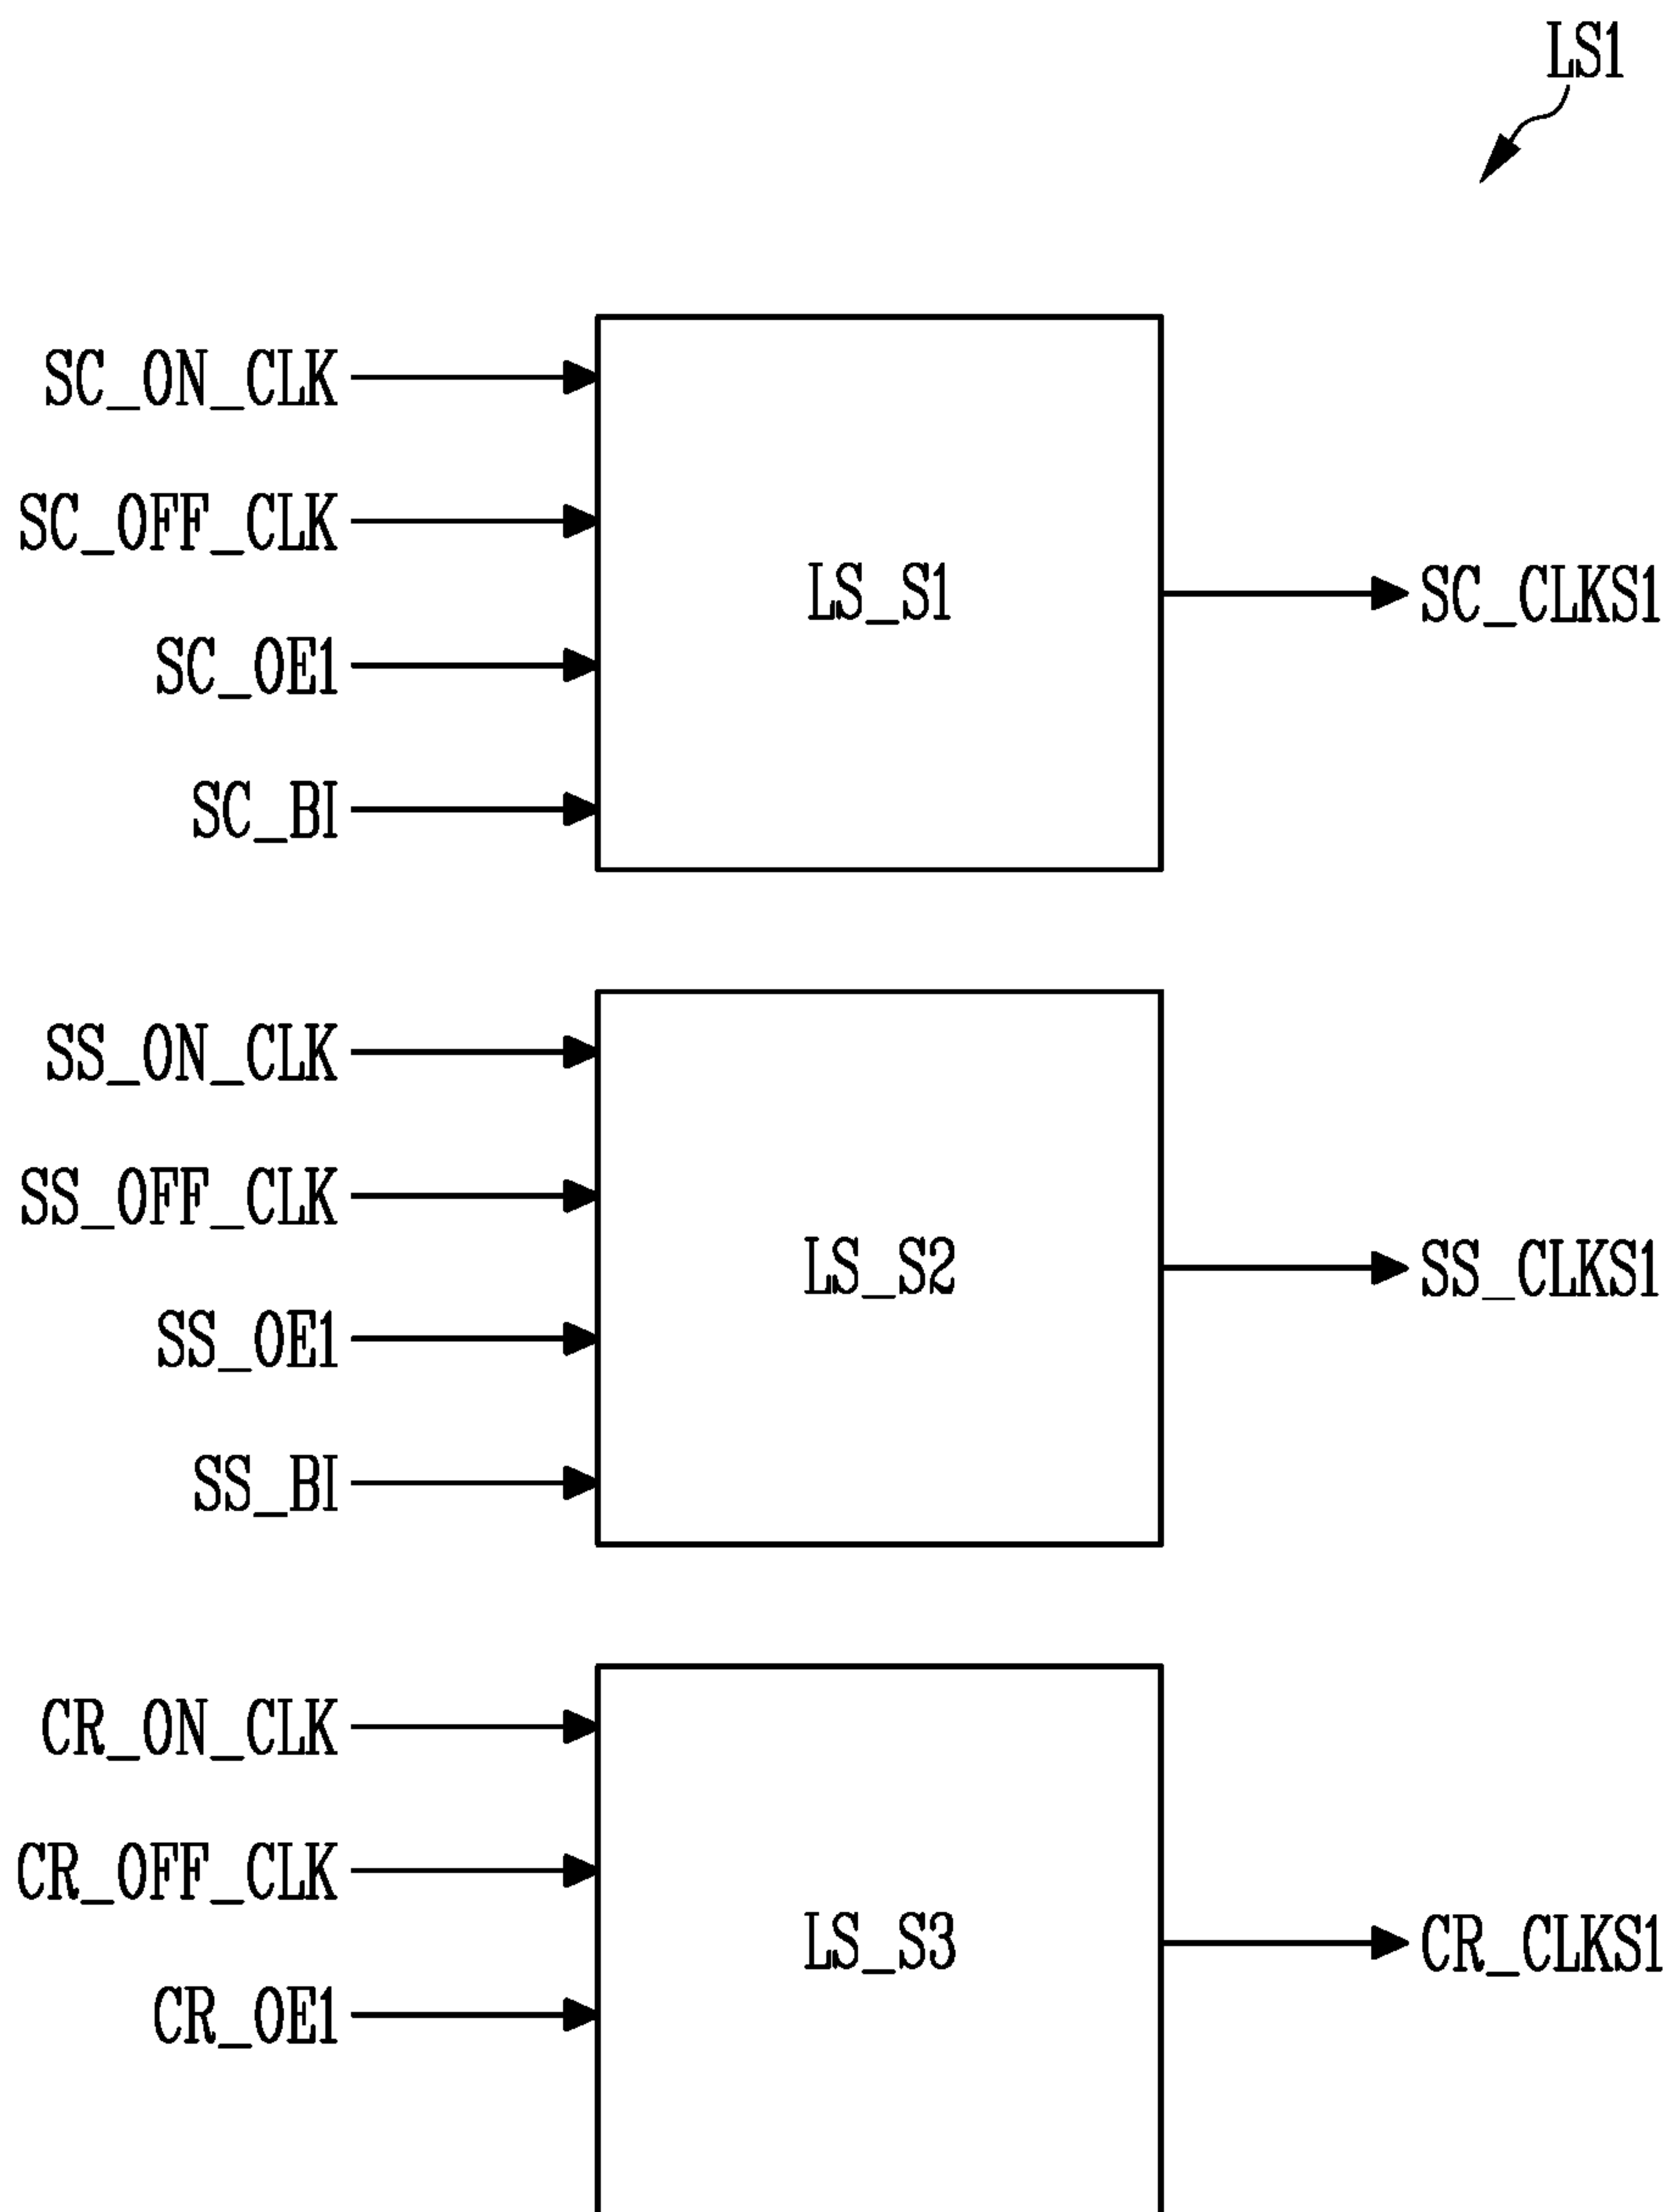 LS1
SC_ON_CLK
SC_OFF_CLK
SC_OE1
SC_BI
LS_S1
SC_CLKS1
SS_ON_CLK
SS_OFF_CLK
SS_OE1
SS_BI
LS_S2
SS_CLKS1
CR_ON_CLK
CR_OFF_CLK
CR_OE1
LS_S3
CR_CLKS1